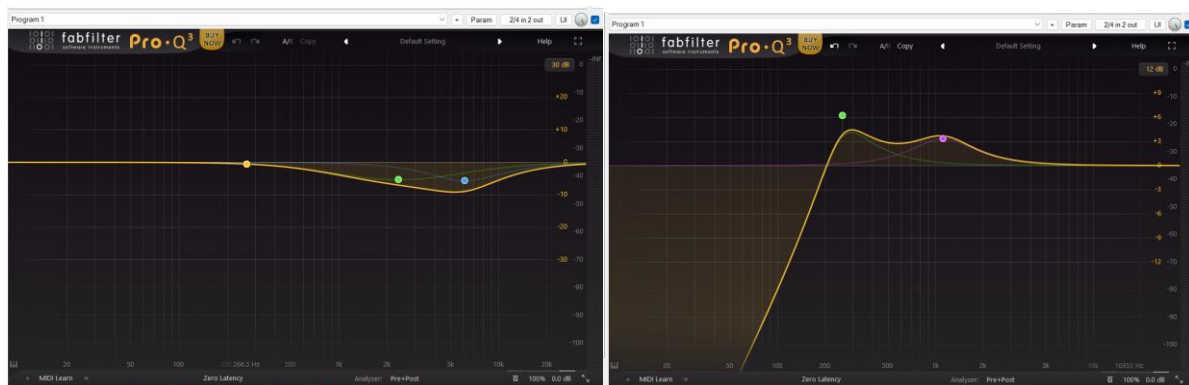 Program 1
+ Param 2/4 in 2 out UI
fabfilter
software instruments
Pro·Q³
BUY
NOW
A/B Copy
Default Setting
Help
30 dB 0 -INF
-10
+20
-20
+10
-30
0
-40
-10
-50
-20
-60
-30 -70
-80
-90
-100
20 50 100 266.5 Hz 500 1k 2k 5k 10k 20k
MIDI Learn
Zero Latency
Analyzer: Pre+Post
100% 0.0 dB
Program 1
+ Param 2/4 in 2 out UI
fabfilter
software instruments
Pro·Q³
BUY
NOW
A/B Copy
Default Setting
Help
12 dB 0
+9 -10
-20
+6
-30
+3
-40
0
-50
-3
-6 -60
-70
-9
-12 -80
-90
-100
20 50 100 200 500 1k 2k 5k 16833 Hz
MIDI Learn
Zero Latency
Analyzer: Pre+Post
100% 0.0 dB